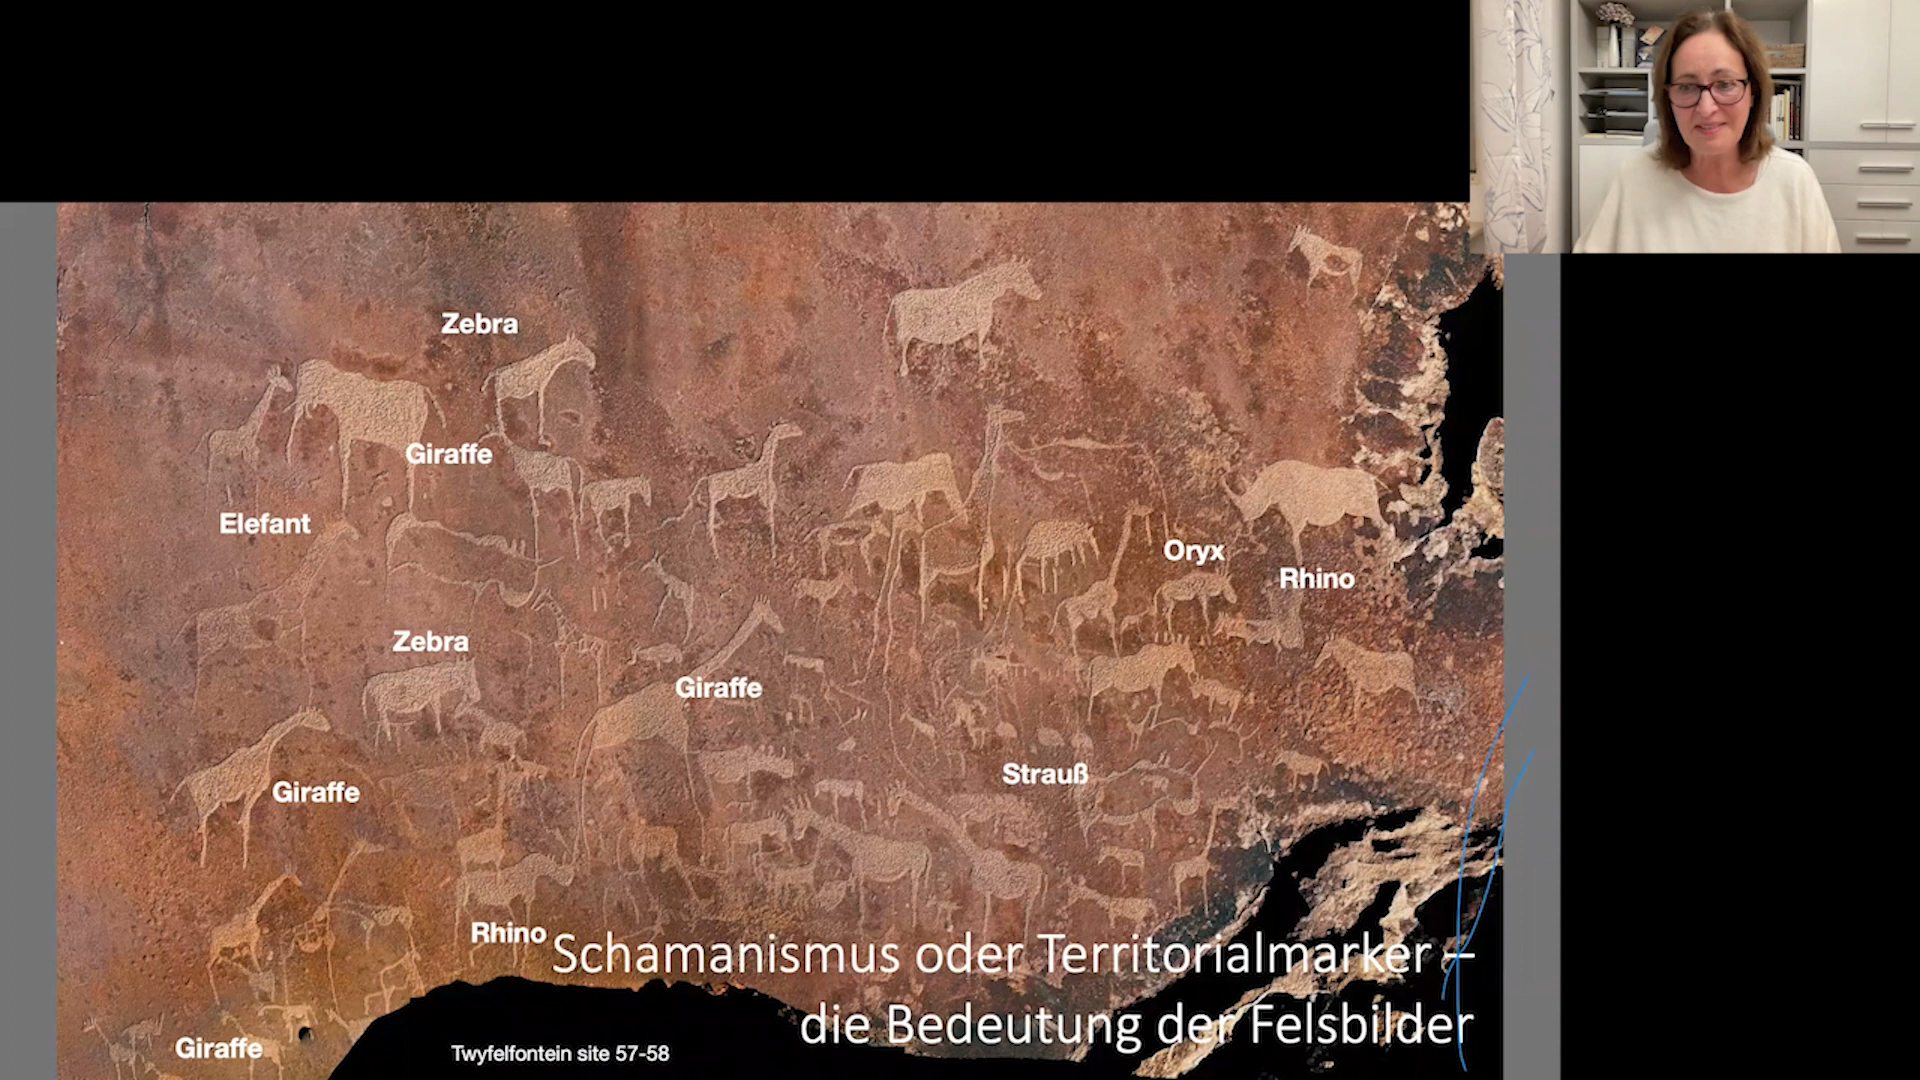 Zebra
Giraffe
Elefant
Oryx
Rhino
Zebra
Giraffe
Strauß
Giraffe
Rhino
Schamanismus oder Territorialmarker –
die Bedeutung der Felsbilder
Giraffe
Twyfelfontein site 57-58